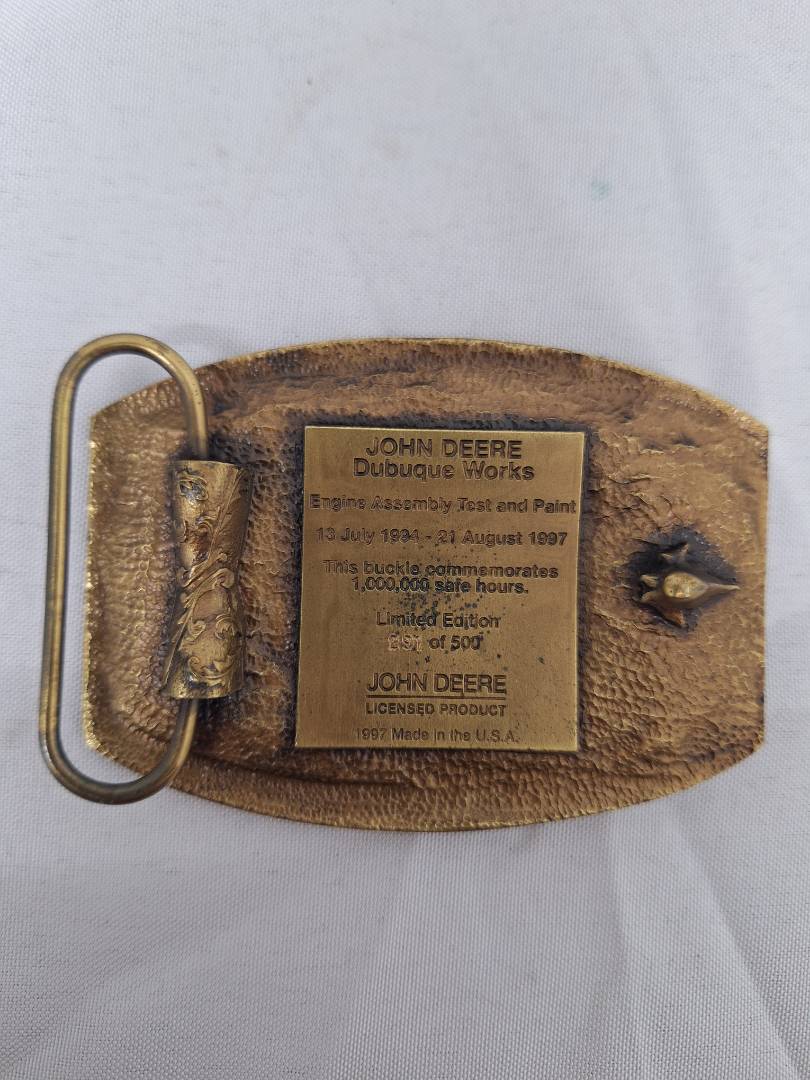 JOHN DEERE
Dubuque Works
Engine Assembly Test and Paint
13 July 1994 - 21 August 1997
This buckle commemorates
1,000,000 safe hours.
Limited Edition
of 500
JOHN DEERE
LICENSED PRODUCT
1997 Made in the U.S.A.